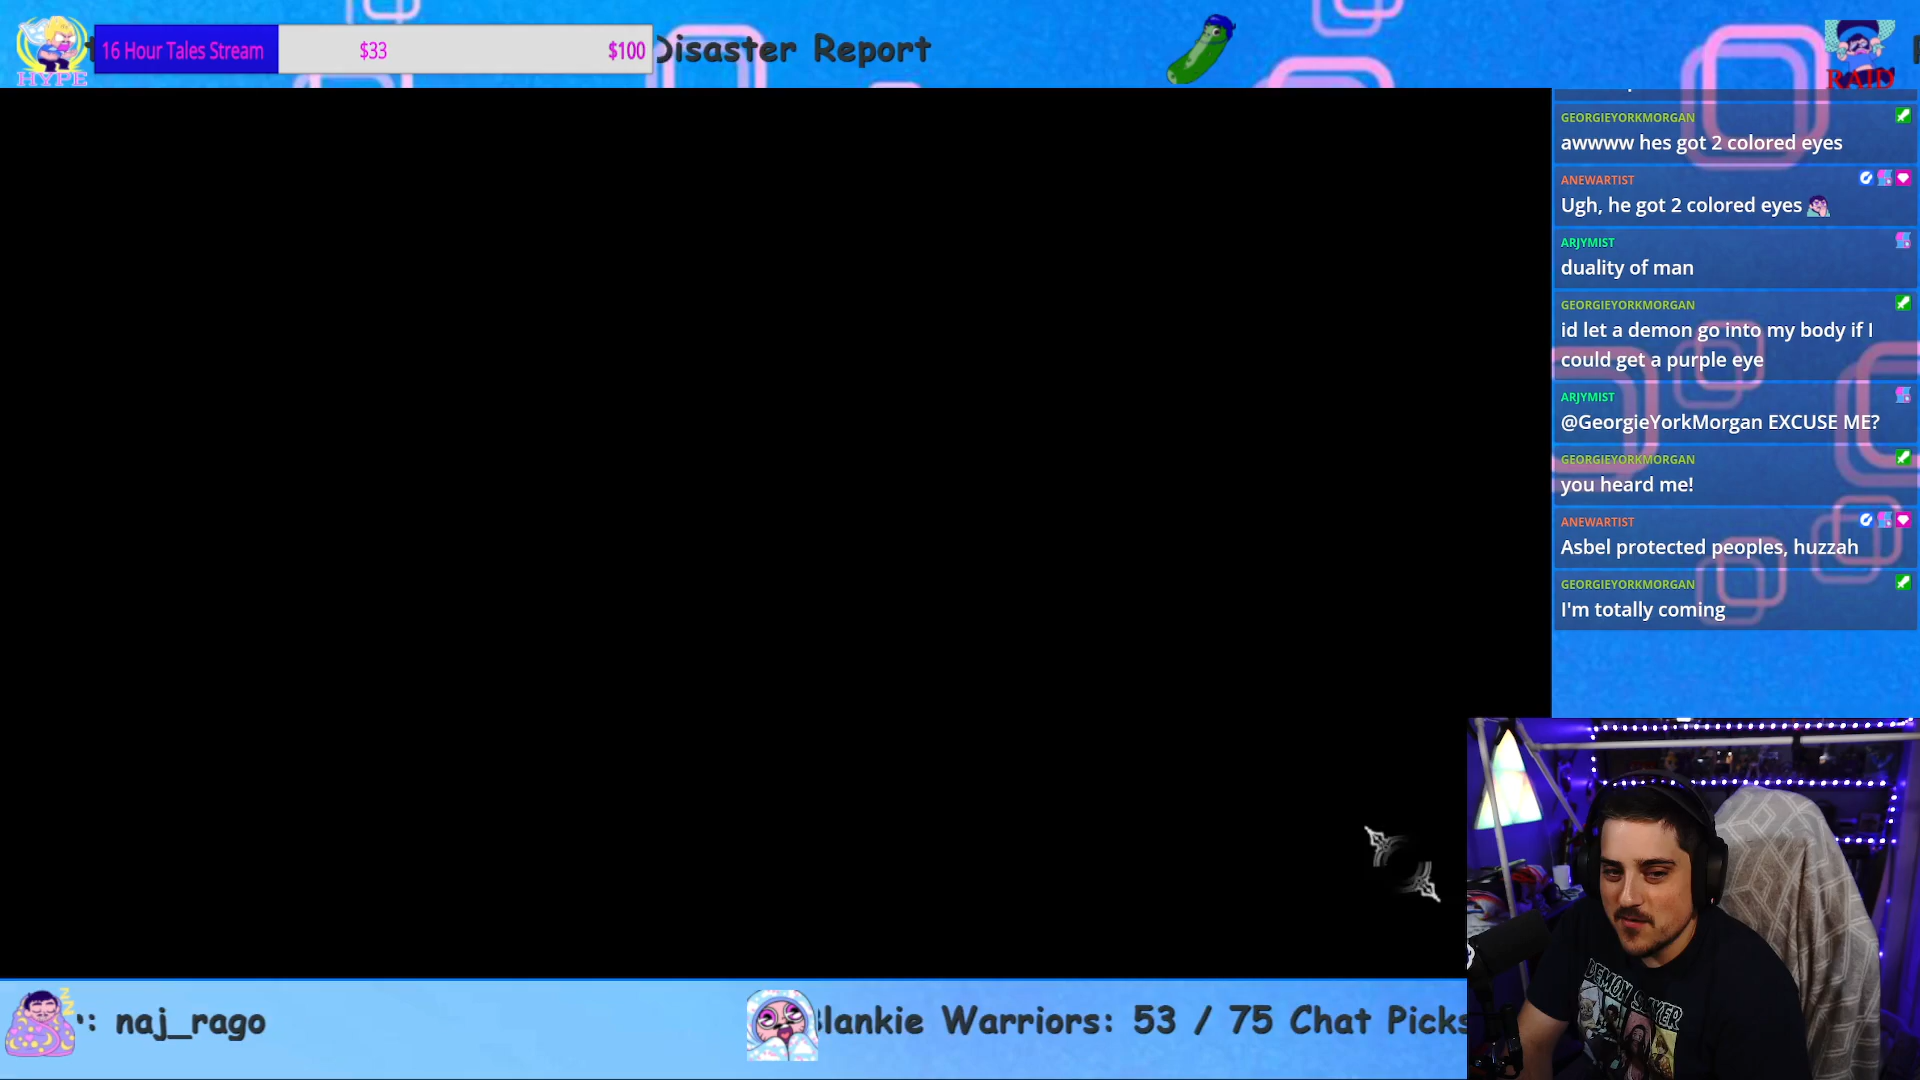 HYPE
16 Hour Tales Stream $33 $100
Disaster Report
RAID
GEORGIEYORKMORGAN
awwww hes got 2 colored eyes
ANEWARTIST
Ugh, he got 2 colored eyes
ARJYMIST
duality of man
GEORGIEYORKMORGAN
id let a demon go into my body if I
could get a purple eye
ARJYMIST
@GeorgieYorkMorgan EXCUSE ME?
GEORGIEYORKMORGAN
you heard me!
ANEWARTIST
Asbel protected peoples, huzzah
GEORGIEYORKMORGAN
I'm totally coming
DEMON SLAYER
: naj_rago
Blankie Warriors: 53 / 75 Chat Picks